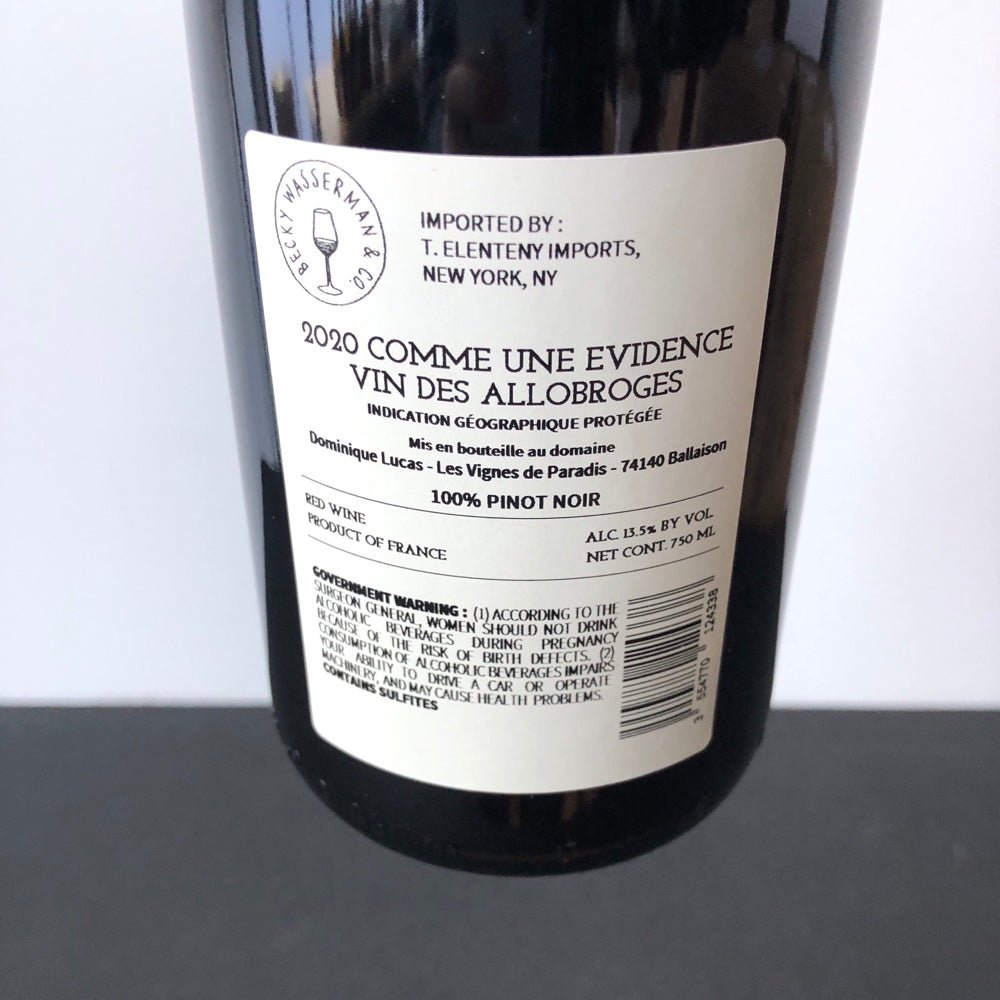 BECKY WASSERMAN & CO.
IMPORTED BY :
T. ELENTENY IMPORTS,
NEW YORK, NY
2020 COMME UNE EVIDENCE
VIN DES ALLOBROGES
INDICATION GÉOGRAPHIQUE PROTÉGÉE
Mis en bouteille au domaine
Dominique Lucas - Les Vignes de Paradis - 74140 Ballaison
100% PINOT NOIR
RED WINE
PRODUCT OF FRANCE
ALC. 13.5% BY VOL.
NET CONT. 750 ML
GOVERNMENT WARNING : (1) ACCORDING TO THE
SURGEON GENERAL, WOMEN SHOULD NOT DRINK
ALCOHOLIC BEVERAGES DURING PREGNANCY
BECAUSE OF THE RISK OF BIRTH DEFECTS. (2)
CONSUMPTION OF ALCOHOLIC BEVERAGES IMPAIRS
YOUR ABILITY TO DRIVE A CAR OR OPERATE
MACHINERY, AND MAY CAUSE HEALTH PROBLEMS.
CONTAINS SULFITES
3 554770 124338